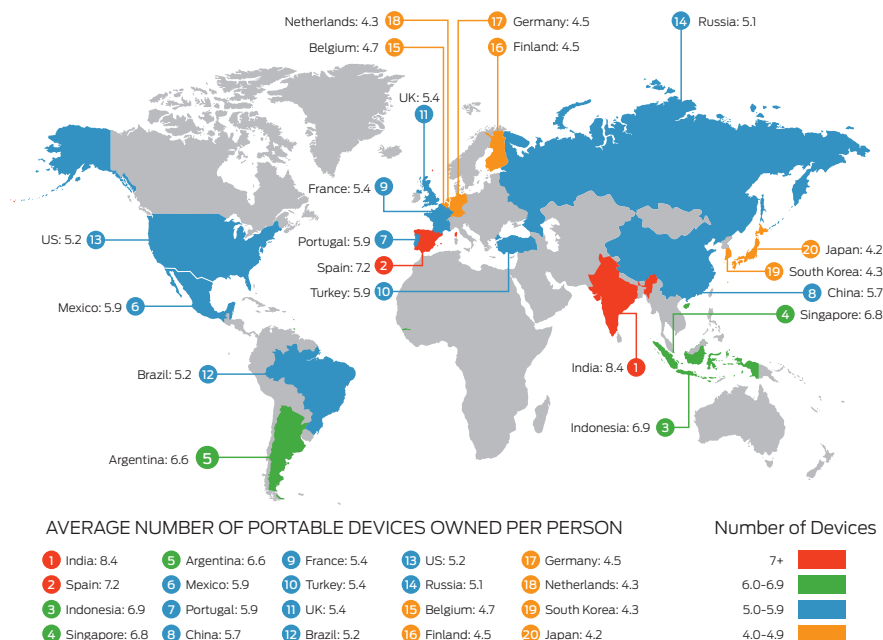 Netherlands: 4.3 18
17 Germany: 4.5
14 Russia: 5.1
Belgium: 4.7 15
16 Finland: 4.5
UK: 5.4
11
France: 5.4 9
US: 5.2 13
Portugal: 5.9 7
20 Japan: 4.2
Spain: 7.2 2
19 South Korea: 4.3
Turkey: 5.9 10
8 China: 5.7
Mexico: 5.9 6
4 Singapore: 6.8
India: 8.4 1
Brazil: 5.2 12
Indonesia: 6.9 3
Argentina: 6.6 5
AVERAGE NUMBER OF PORTABLE DEVICES OWNED PER PERSON
1 India: 8.4
2 Spain: 7.2
3 Indonesia: 6.9
4 Singapore: 6.8
5 Argentina: 6.6
6 Mexico: 5.9
7 Portugal: 5.9
8 China: 5.7
9 France: 5.4
10 Turkey: 5.4
11 UK: 5.4
12 Brazil: 5.2
13 US: 5.2
14 Russia: 5.1
15 Belgium: 4.7
16 Finland: 4.5
17 Germany: 4.5
18 Netherlands: 4.3
19 South Korea: 4.3
20 Japan: 4.2
Number of Devices
7+
6.0-6.9
5.0-5.9
4.0-4.9